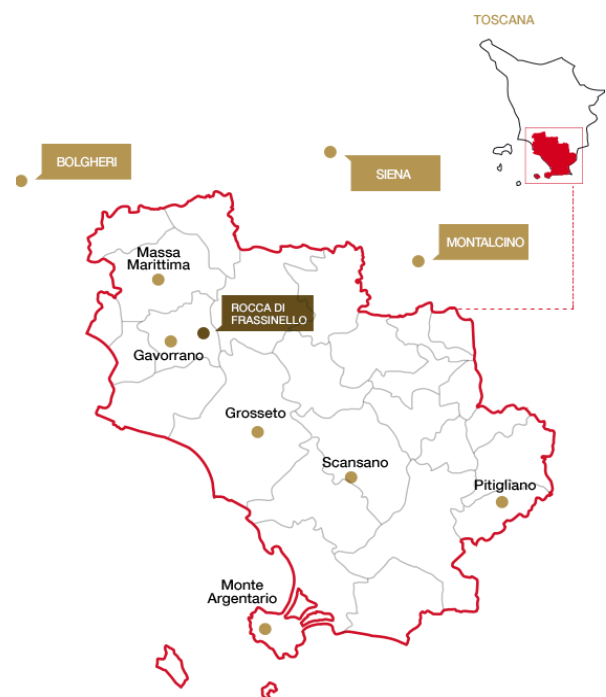 TOSCANA
BOLGHERI
SIENA
MONTALCINO
Massa
Marittima
ROCCA DI
FRASSINELLO
Gavorrano
Grosseto
Scansano
Pitigliano
Monte
Argentario